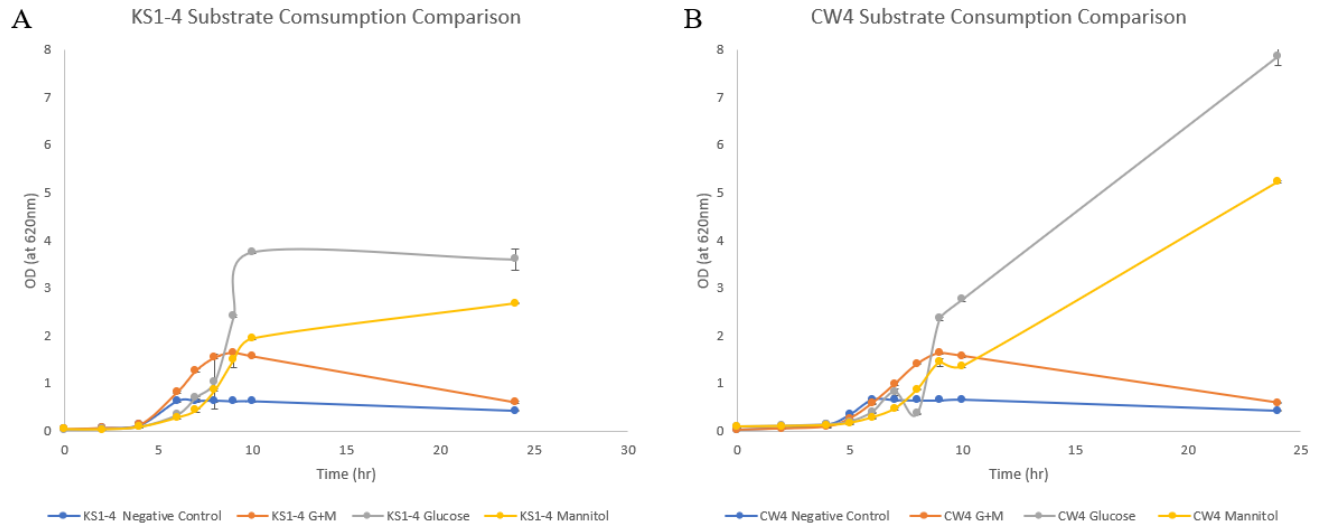 A
KS1-4 Substrate Comsumption Comparison
OD (at 620nm)
8
7
6
5
4
3
2
1
0
0 5 10 15 20 25 30
Time (hr)
KS1-4 Negative Control KS1-4 G+M KS1-4 Glucose KS1-4 Mannitol
B
CW4 Substrate Consumption Comparison
OD (at 620nm)
8
7
6
5
4
3
2
1
0
0 5 10 15 20 25
Time (hr)
CW4 Negative Control CW4 G+M CW4 Glucose CW4 Mannitol